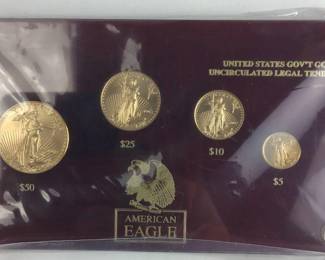 UNITED STATES GOV'T GO
UNCIRCULATED LEGAL TENE
$25
$10
$5
$50
AMERICAN
EAGLE